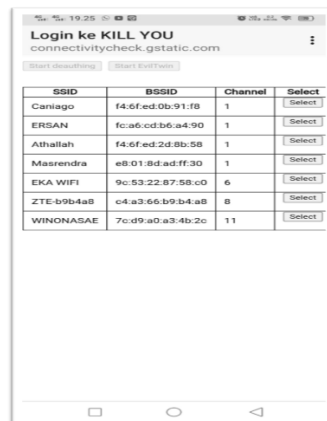 19.25
Login ke KILL YOU
connectivitycheck.gstatic.com
Start deauthing Start EvilTwin
SSID BSSID Channel Select
Caniago f4:6f:ed:0b:91:f8 1 Select
ERSAN fc:a6:cd:b6:a4:90 1 Select
Athallah f4:6f:ed:2d:8b:58 1 Select
Masrendra e8:01:8d:ad:ff:30 1 Select
EKA WIFI 9c:53:22:87:58:c0 6 Select
ZTE-b9b4a8 c4:a3:66:b9:b4:a8 8 Select
WINONASAE 7c:d9:a0:a3:4b:2c 11 Select